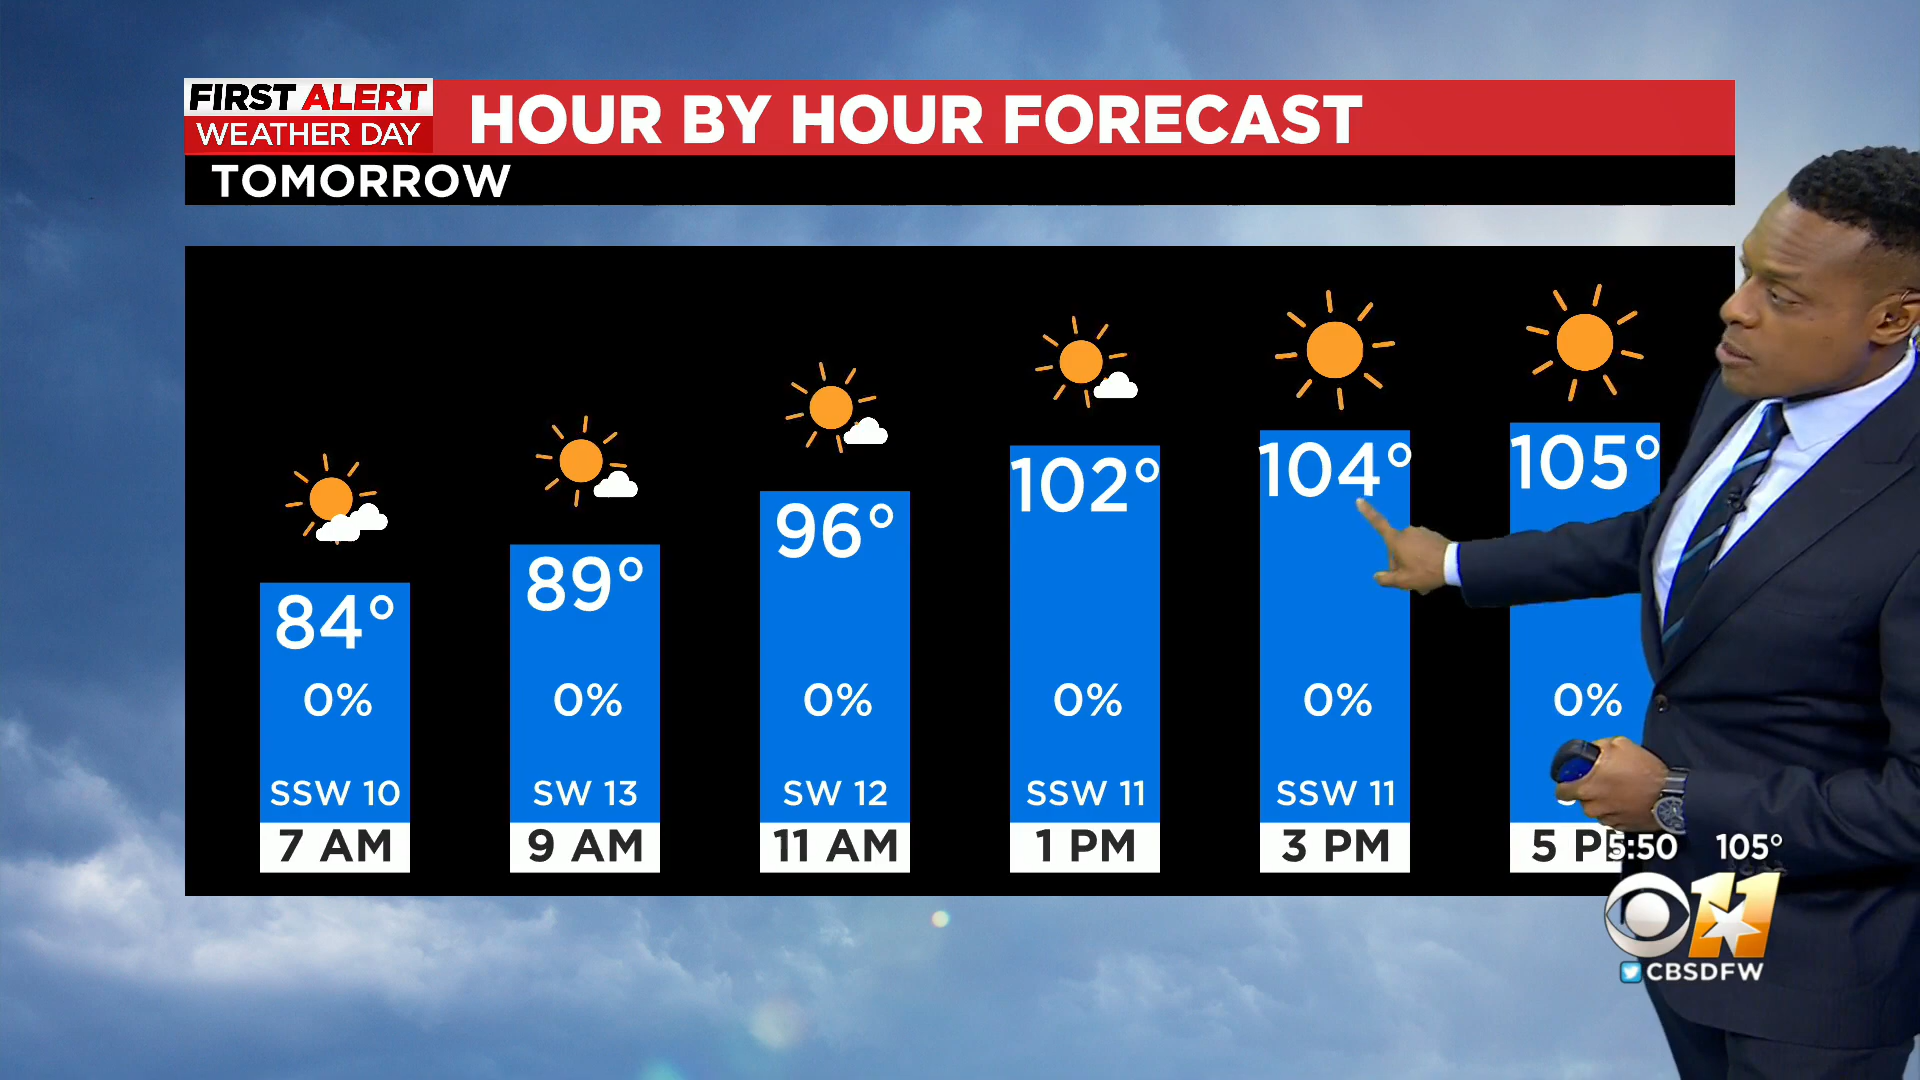 FIRST ALERT
WEATHER DAY
HOUR BY HOUR FORECAST
TOMORROW
84° 89° 96° 102° 104° 105°
0% 0% 0% 0% 0% 0%
SSW 10 SW 13 SW 12 SSW 11 SSW 11
7 AM 9 AM 11 AM 1 PM 3 PM 5 P
5:50 105°
11
CBSDFW